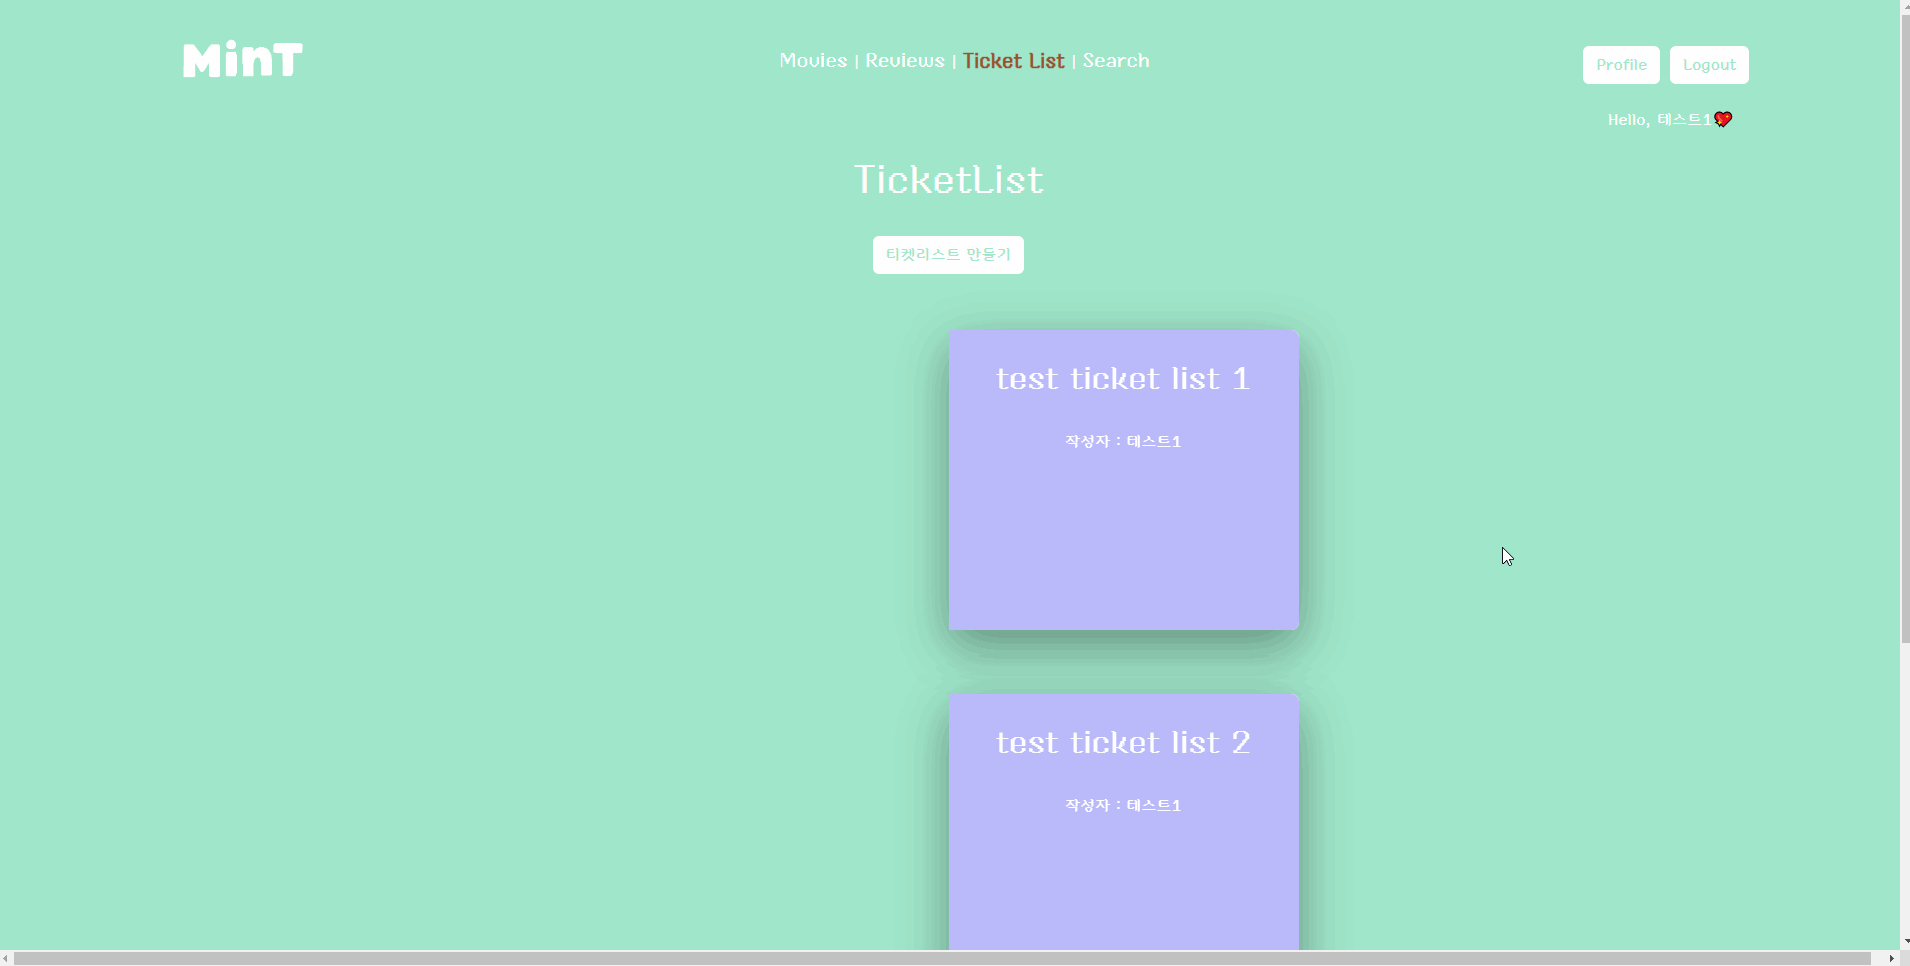 MinT
Movies | Reviews | Ticket List | Search
Profile
Logout
Hello, 테스트1💖
TicketList
티켓리스트 만들기
test ticket list 1
작성자 : 테스트1
test ticket list 2
작성자 : 테스트1